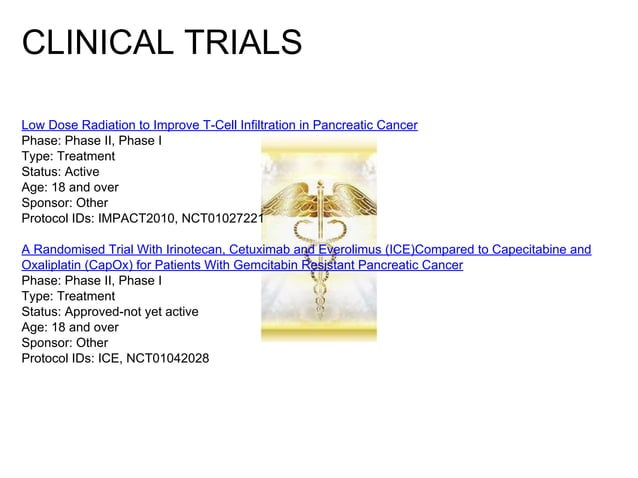 CLINICAL TRIALS
Low Dose Radiation to Improve T-Cell Infiltration in Pancreatic Cancer
Phase: Phase II, Phase I
Type: Treatment
Status: Active
Age: 18 and over
Sponsor: Other
Protocol IDs: IMPACT2010, NCT01027221
A Randomised Trial With Irinotecan, Cetuximab and Everolimus (ICE)Compared to Capecitabine and
Oxaliplatin (CapOx) for Patients With Gemcitabin Resistant Pancreatic Cancer
Phase: Phase II, Phase I
Type: Treatment
Status: Approved-not yet active
Age: 18 and over
Sponsor: Other
Protocol IDs: ICE, NCT01042028